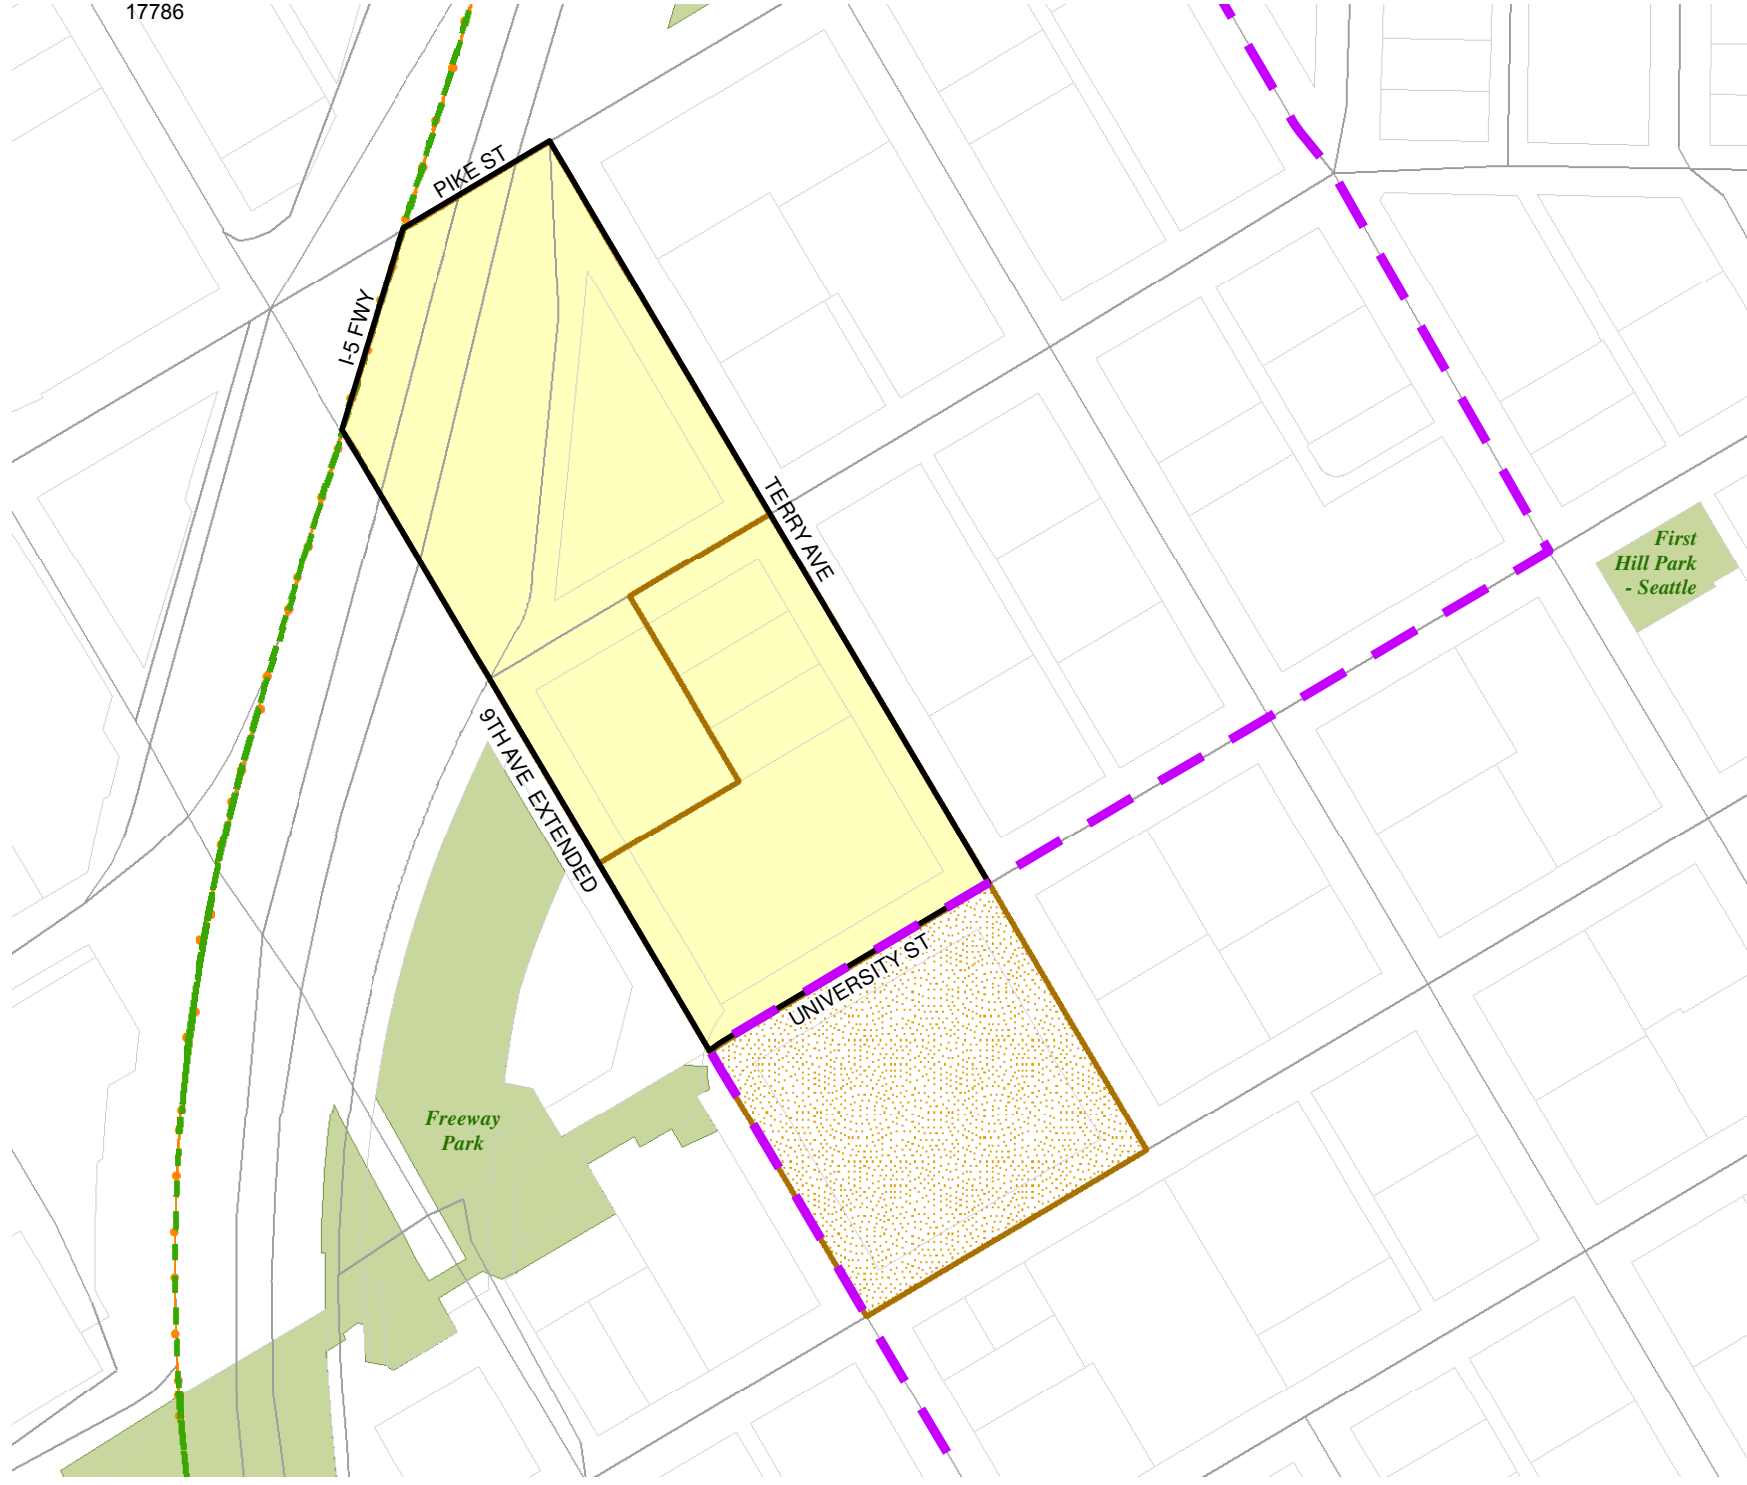 17786
PIKE ST
I-5 FWY
TERRY AVE
First
Hill Park
- Seattle
9TH AVE EXTENDED
UNIVERSITY ST
Freeway
Park